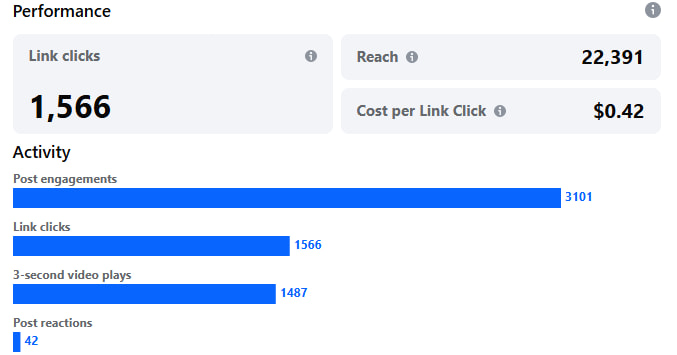 Performance
Link clicks
1,566
Reach
22,391
Cost per Link Click
$0.42
Activity
Post engagements
3101
Link clicks
1566
3-second video plays
1487
Post reactions
42